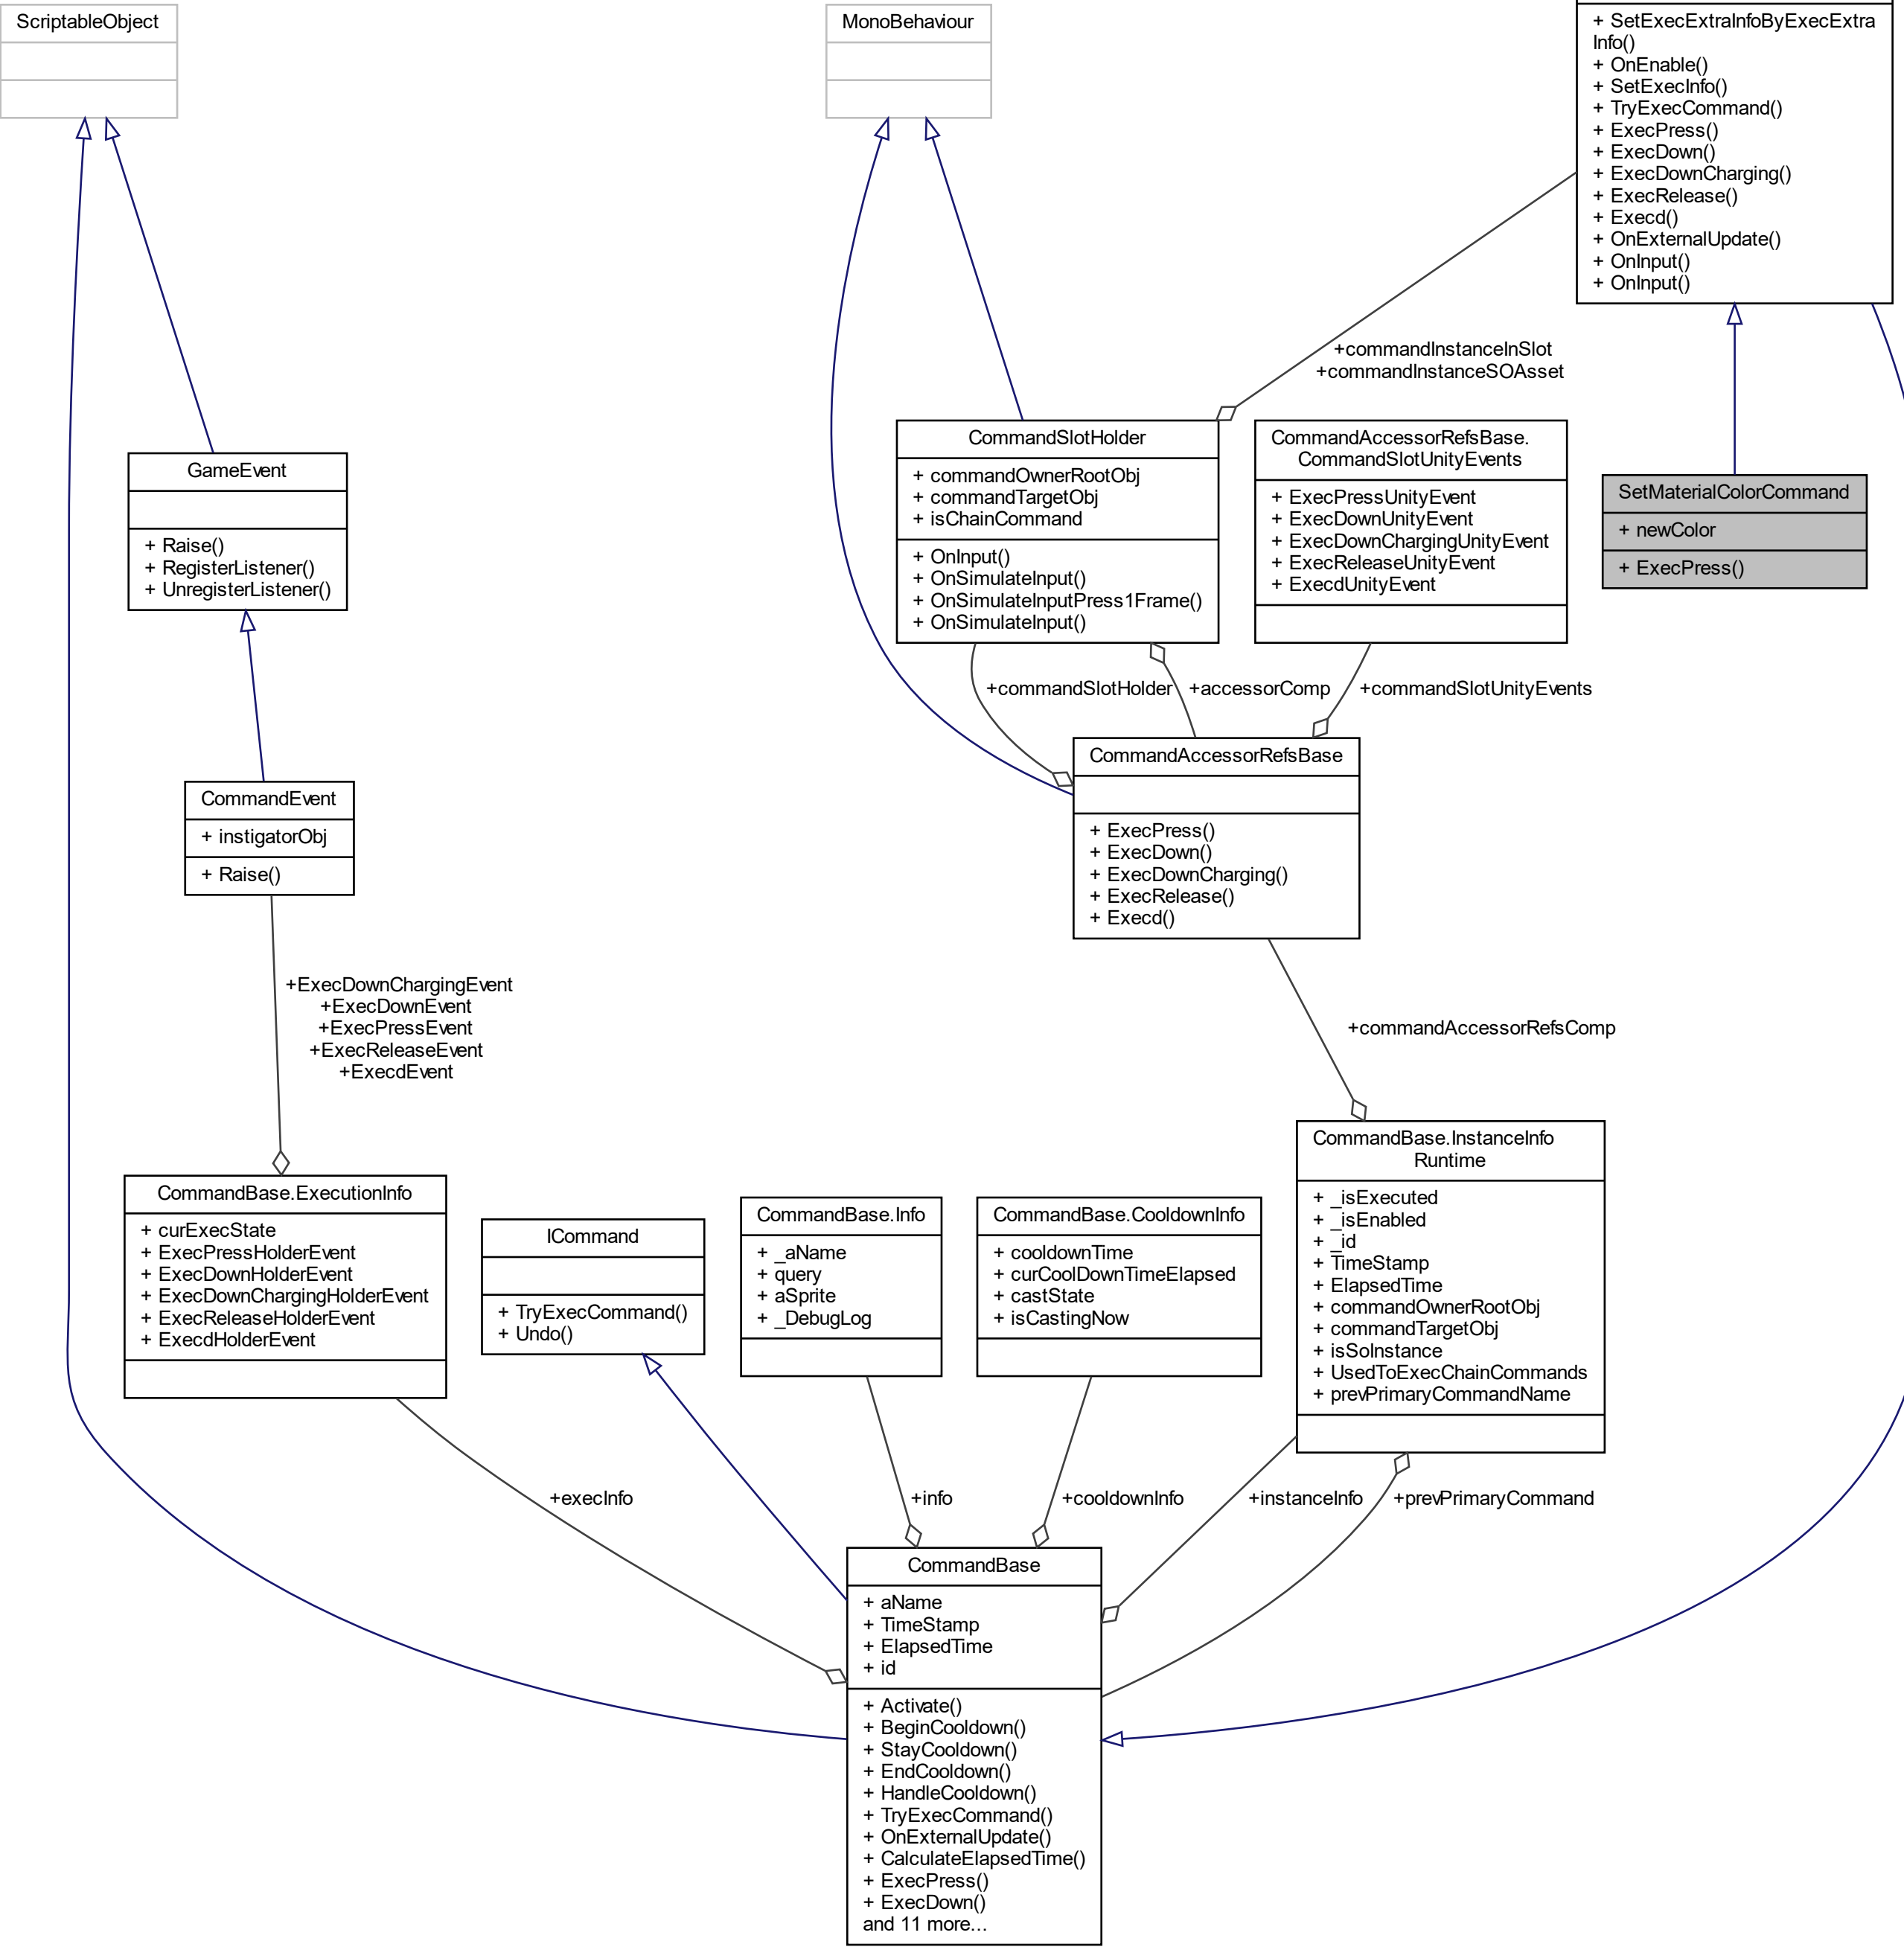 ScriptableObject
MonoBehaviour
+ SetExecExtraInfoByExecExtra
Info()
+ OnEnable()
+ SetExecInfo()
+ TryExecCommand()
+ ExecPress()
+ ExecDown()
+ ExecDownCharging()
+ ExecRelease()
+ Execd()
+ OnExternalUpdate()
+ OnInput()
+ OnInput()
+commandInstanceInSlot
+commandInstanceSOAsset
GameEvent
+ Raise()
+ RegisterListener()
+ UnregisterListener()
CommandSlotHolder
+ commandOwnerRootObj
+ commandTargetObj
+ isChainCommand
+ OnInput()
+ OnSimulateInput()
+ OnSimulateInputPress1Frame()
+ OnSimulateInput()
CommandAccessorRefsBase.
CommandSlotUnityEvents
+ ExecPressUnityEvent
+ ExecDownUnityEvent
+ ExecDownChargingUnityEvent
+ ExecReleaseUnityEvent
+ ExecdUnityEvent
SetMaterialColorCommand
+ newColor
+ ExecPress()
+commandSlotHolder
+accessorComp
+commandSlotUnityEvents
CommandEvent
+ instigatorObj
+ Raise()
CommandAccessorRefsBase
+ ExecPress()
+ ExecDown()
+ ExecDownCharging()
+ ExecRelease()
+ Execd()
+ExecDownChargingEvent
+ExecDownEvent
+ExecPressEvent
+ExecReleaseEvent
+ExecdEvent
+commandAccessorRefsComp
CommandBase.ExecutionInfo
+ curExecState
+ ExecPressHolderEvent
+ ExecDownHolderEvent
+ ExecDownChargingHolderEvent
+ ExecReleaseHolderEvent
+ ExecdHolderEvent
ICommand
+ TryExecCommand()
+ Undo()
CommandBase.Info
+ _aName
+ query
+ aSprite
+ _DebugLog
CommandBase.CooldownInfo
+ cooldownTime
+ curCoolDownTimeElapsed
+ castState
+ isCastingNow
CommandBase.InstanceInfo
Runtime
+ _isExecuted
+ _isEnabled
+ _id
+ TimeStamp
+ ElapsedTime
+ commandOwnerRootObj
+ commandTargetObj
+ isSoInstance
+ UsedToExecChainCommands
+ prevPrimaryCommandName
+execInfo
+info
+cooldownInfo
+instanceInfo
+prevPrimaryCommand
CommandBase
+ aName
+ TimeStamp
+ ElapsedTime
+ id
+ Activate()
+ BeginCooldown()
+ StayCooldown()
+ EndCooldown()
+ HandleCooldown()
+ TryExecCommand()
+ OnExternalUpdate()
+ CalculateElapsedTime()
+ ExecPress()
+ ExecDown()
and 11 more...